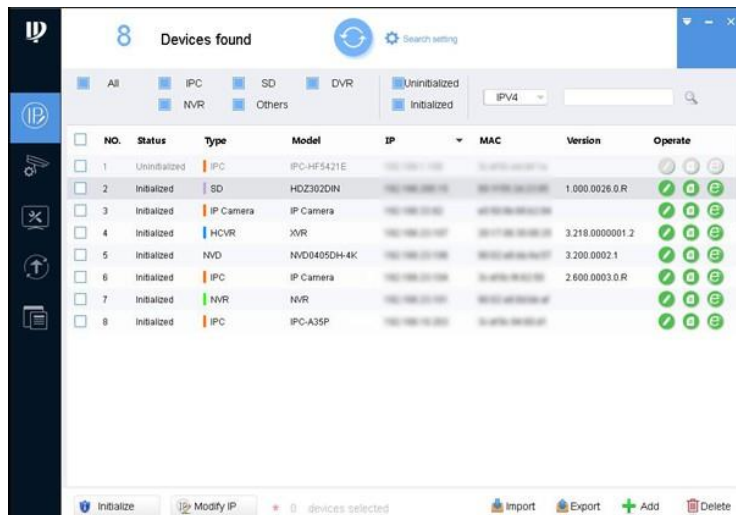 8 Devices found Search setting
All IPC SD DVR Uninitialized
NVR Others Initialized IPV4
NO. Status Type Model IP MAC Version Operate
1 Uninitialized IPC IPC-HF5421E
2 Initialized SD HDZ302DIN 1.000.0026.0.R
3 Initialized IP Camera IP Camera
4 Initialized HCVR XVR 3.218.0000001.2
5 Initialized NVD NVD0405DH-4K 3.200.0002.1
6 Initialized IPC IP Camera 2.600.0003.0.R
7 Initialized NVR NVR
8 Initialized IPC IPC-A35P
Initialize Modify IP * 0 devices selected Import Export Add Delete